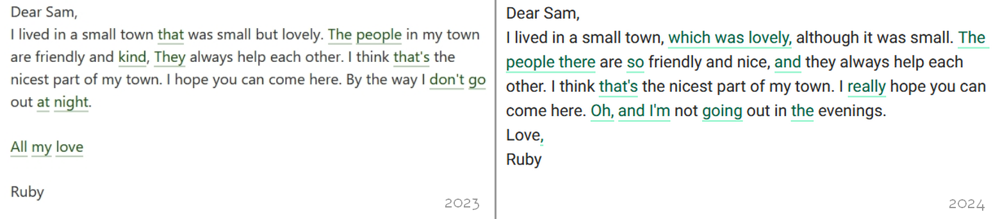 Dear Sam,
I lived in a small town that was small but lovely. The people in my town
are friendly and kind, They always help each other. I think that's the
nicest part of my town. I hope you can come here. By the way I don't go
out at night.
All my love
Ruby
2023
Dear Sam,
I lived in a small town, which was lovely, although it was small. The
people there are so friendly and nice, and they always help each
other. I think that's the nicest part of my town. I really hope you can
come here. Oh, and I'm not going out in the evenings.
Love,
Ruby
2024